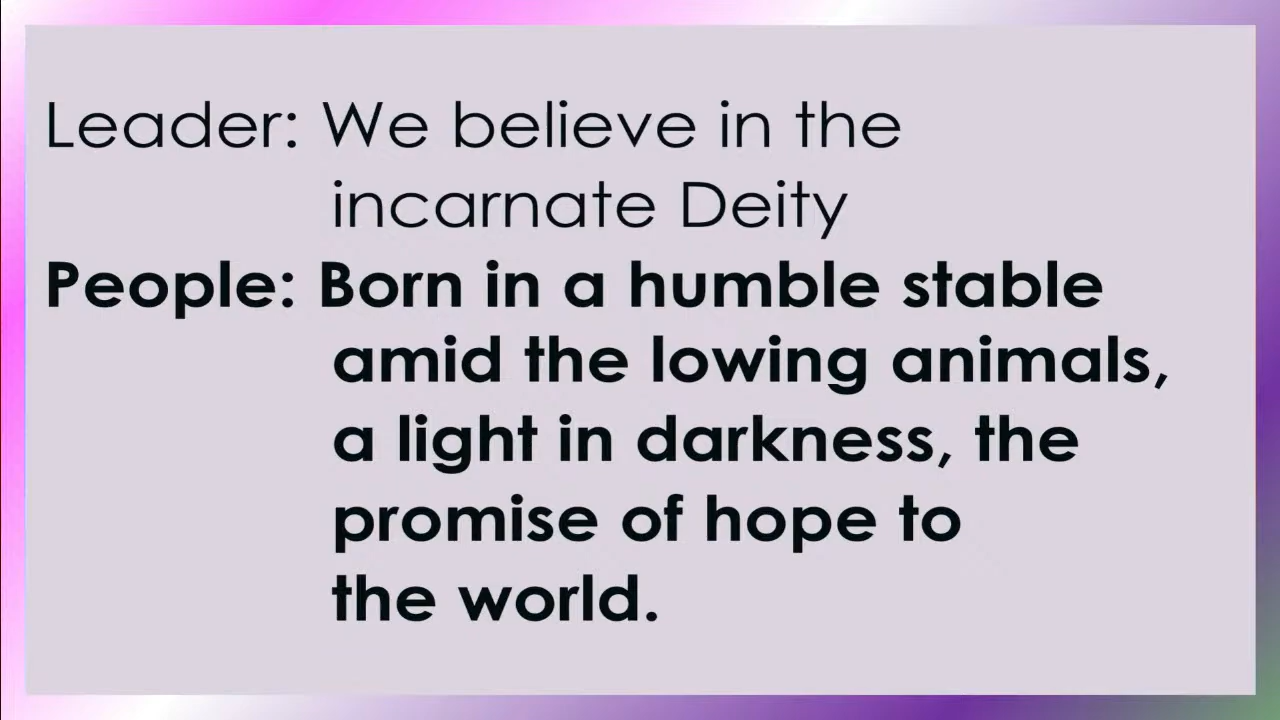 Leader: We believe in the
incarnate Deity
People: Born in a humble stable
amid the lowing animals,
a light in darkness, the
promise of hope to
the world.